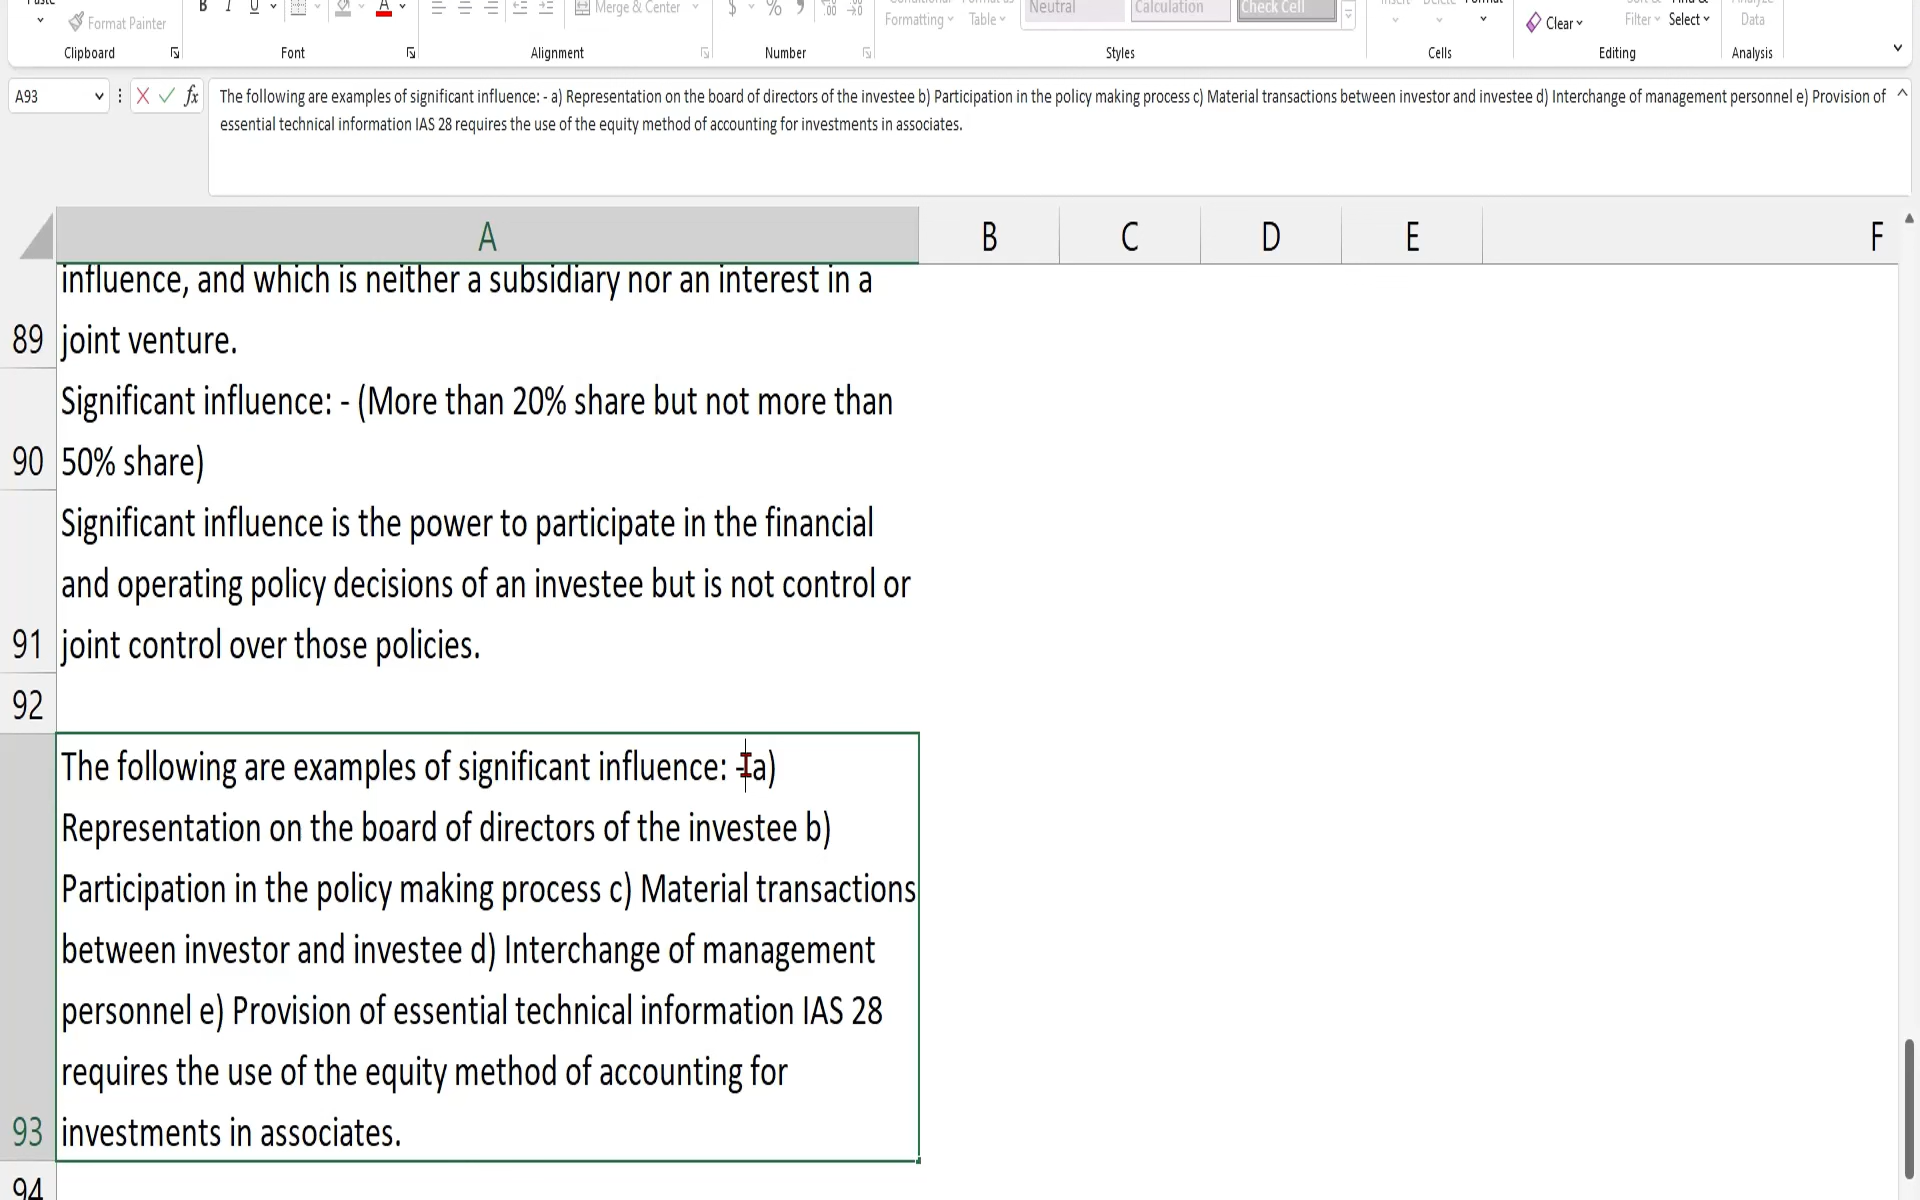 Format Painter
Merge & Center
$ % 9
Formatting
Table
Neutral
Calculation
Check Cell
Format
Clear
Filter
Select
Data
Clipboard
Font
Alignment
Number
Styles
Cells
Editing
Analysis
A93
fx
The following are examples of significant influence: - a) Representation on the board of directors of the investee b) Participation in the policy making process c) Material transactions between investor and investee d) Interchange of management personnel e) Provision of
essential technical information IAS 28 requires the use of the equity method of accounting for investments in associates.
A B C D E F
influence, and which is neither a subsidiary nor an interest in a
89 joint venture.
Significant influence: - (More than 20% share but not more than
90 50% share)
Significant influence is the power to participate in the financial
and operating policy decisions of an investee but is not control or
91 joint control over those policies.
92
The following are examples of significant influence: - a)
Representation on the board of directors of the investee b)
Participation in the policy making process c) Material transactions
between investor and investee d) Interchange of management
personnel e) Provision of essential technical information IAS 28
requires the use of the equity method of accounting for
93 investments in associates.
94